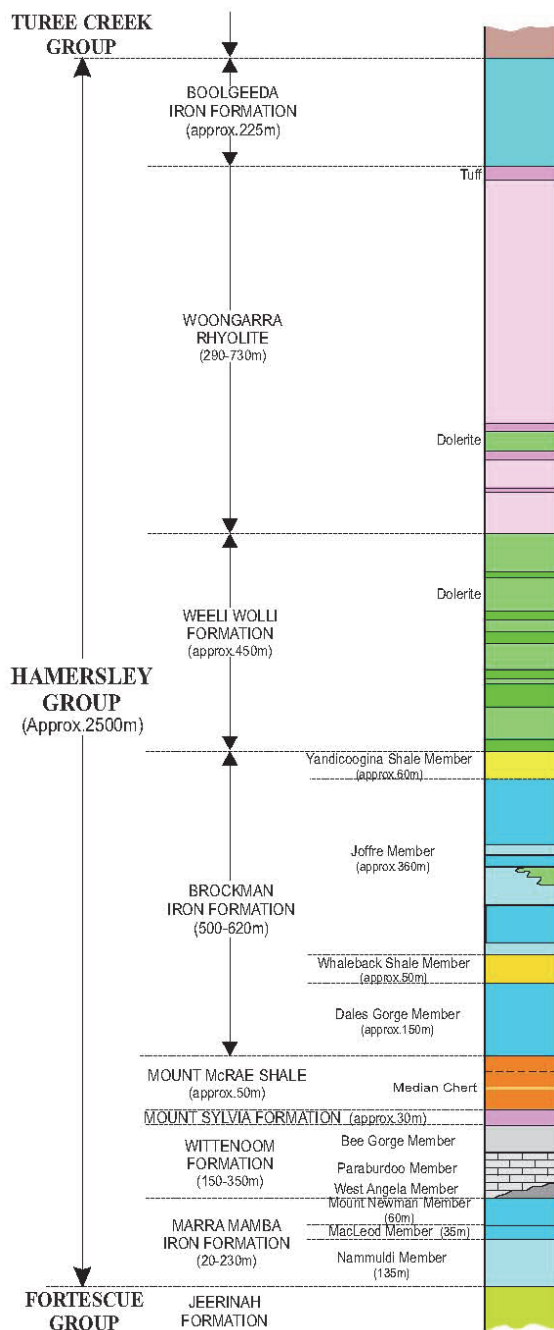 TUREE CREEK
GROUP
BOOLGEEDA
IRON FORMATION
(approx.225m)
Tuff
WOONGARRA
RHYOLITE
(290-730m)
Dolerite
WEELI WOLLI
FORMATION
(approx.450m)
Dolerite
HAMERSLEY
GROUP
(Approx.2500m)
Yandicoogina Shale Member
(approx.60m)
Joffre Member
(approx.360m)
BROCKMAN
IRON FORMATION
(500-620m)
Whaleback Shale Member
(approx.50m)
Dales Gorge Member
(approx.150m)
MOUNT McRAE SHALE
(approx.50m)
Median Chert
MOUNT SYLVIA FORMATION (approx.30m)
WITTENOOM
FORMATION
(150-350m)
Bee Gorge Member
Paraburdoo Member
West Angela Member
MARRA MAMBA
IRON FORMATION
(20-230m)
Mount Newman Member
(60m)
MacLeod Member (35m)
Nammuldi Member
(135m)
FORTESCUE
GROUP
JEERINAH
FORMATION